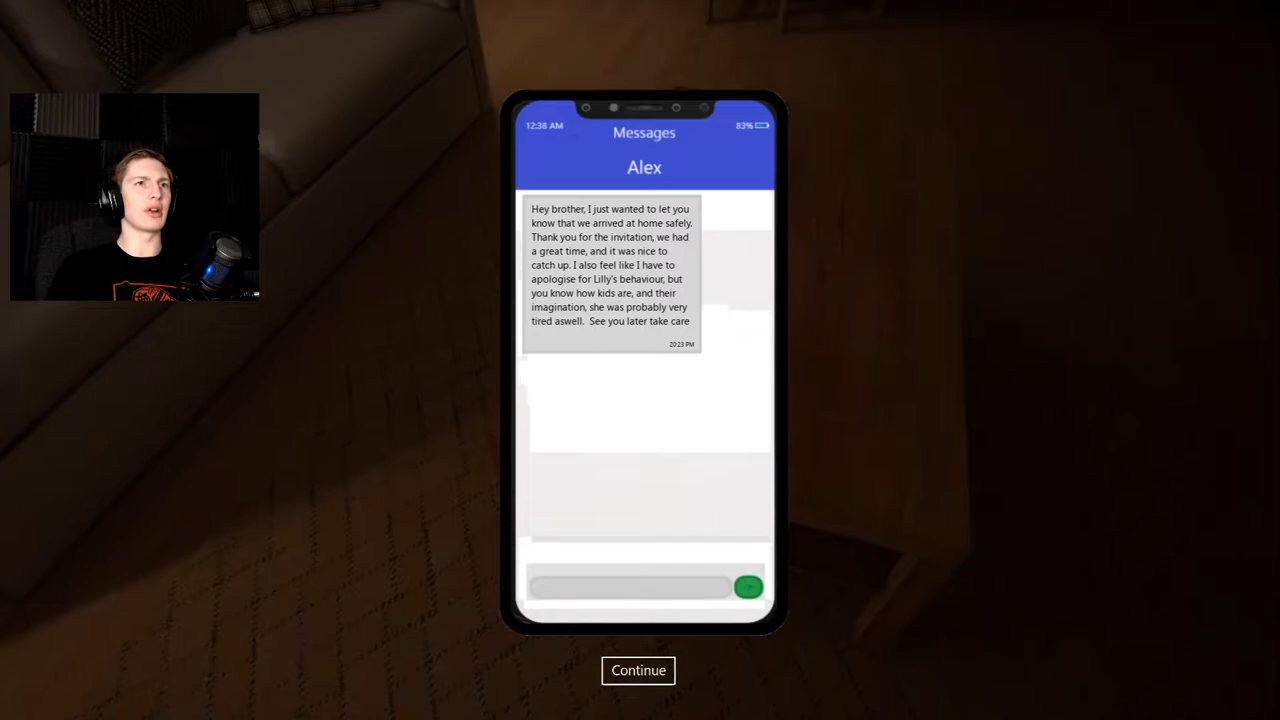 12:38 AM
83%
Messages
Alex
Hey brother, I just wanted to let you
know that we arrived at home safely.
Thank you for the invitation, we had
a great time, and it was nice to
catch up. I also feel like I have to
apologise for Lilly's behaviour, but
you know how kids are, and their
imagination, she was probably very
tired aswell.  See you later take care
20:23 PM
Continue